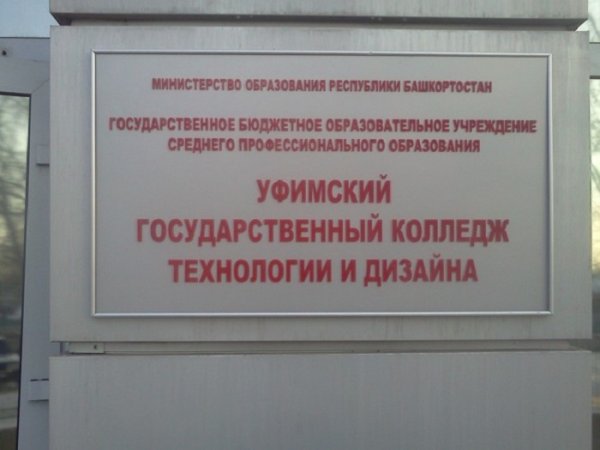 МИНИСТЕРСТВО ОБРАЗОВАНИЯ РЕСПУБЛИКИ БАШКОРТОСТАН
ГОСУДАРСТВЕННОЕ БЮДЖЕТНОЕ ОБРАЗОВАТЕЛЬНОЕ УЧРЕЖДЕНИЕ
СРЕДНЕГО ПРОФЕССИОНАЛЬНОГО ОБРАЗОВАНИЯ
УФИМСКИЙ
ГОСУДАРСТВЕННЫЙ КОЛЛЕДЖ
ТЕХНОЛОГИИ И ДИЗАЙНА